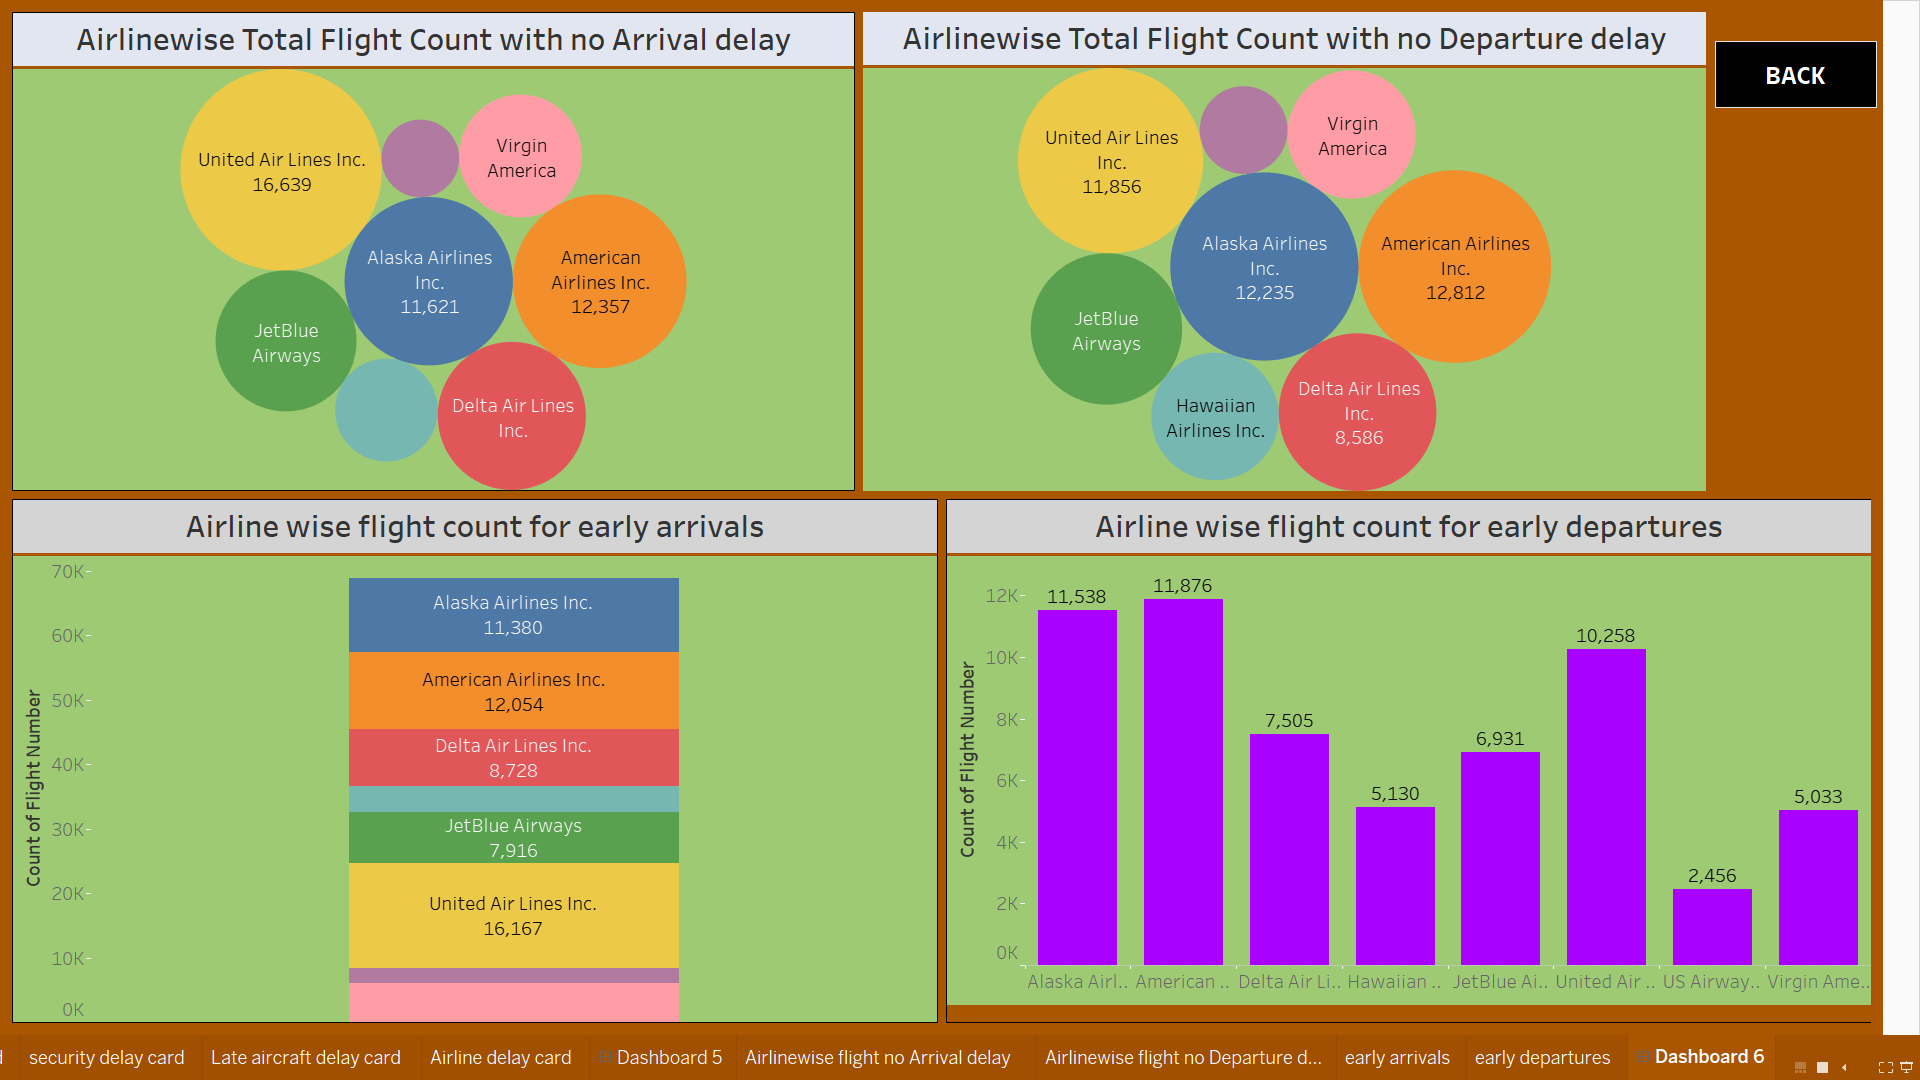 Airlinewise Total Flight Count with no Arrival delay
United Air Lines Inc.
16,639
Virgin
America
Alaska Airlines
Inc.
11,621
American
Airlines Inc.
12,357
JetBlue
Airways
Delta Air Lines
Inc.
Airlinewise Total Flight Count with no Departure delay
United Air Lines
Inc.
11,856
Virgin
America
Alaska Airlines
Inc.
12,235
American Airlines
Inc.
12,812
JetBlue
Airways
Hawaiian
Airlines Inc.
Delta Air Lines
Inc.
8,586
BACK
Airline wise flight count for early arrivals
Count of Flight Number
70K
60K
50K
40K
30K
20K
10K
0K
Alaska Airlines Inc.
11,380
American Airlines Inc.
12,054
Delta Air Lines Inc.
8,728
JetBlue Airways
7,916
United Air Lines Inc.
16,167
Airline wise flight count for early departures
Count of Flight Number
12K
10K
8K
6K
4K
2K
0K
11,538
11,876
7,505
5,130
6,931
10,258
2,456
5,033
Alaska Airl..
American ..
Delta Air Li..
Hawaiian ..
JetBlue Ai..
United Air ..
US Airway..
Virgin Ame..
security delay card
Late aircraft delay card
Airline delay card
Dashboard 5
Airlinewise flight no Arrival delay
Airlinewise flight no Departure d...
early arrivals
early departures
Dashboard 6